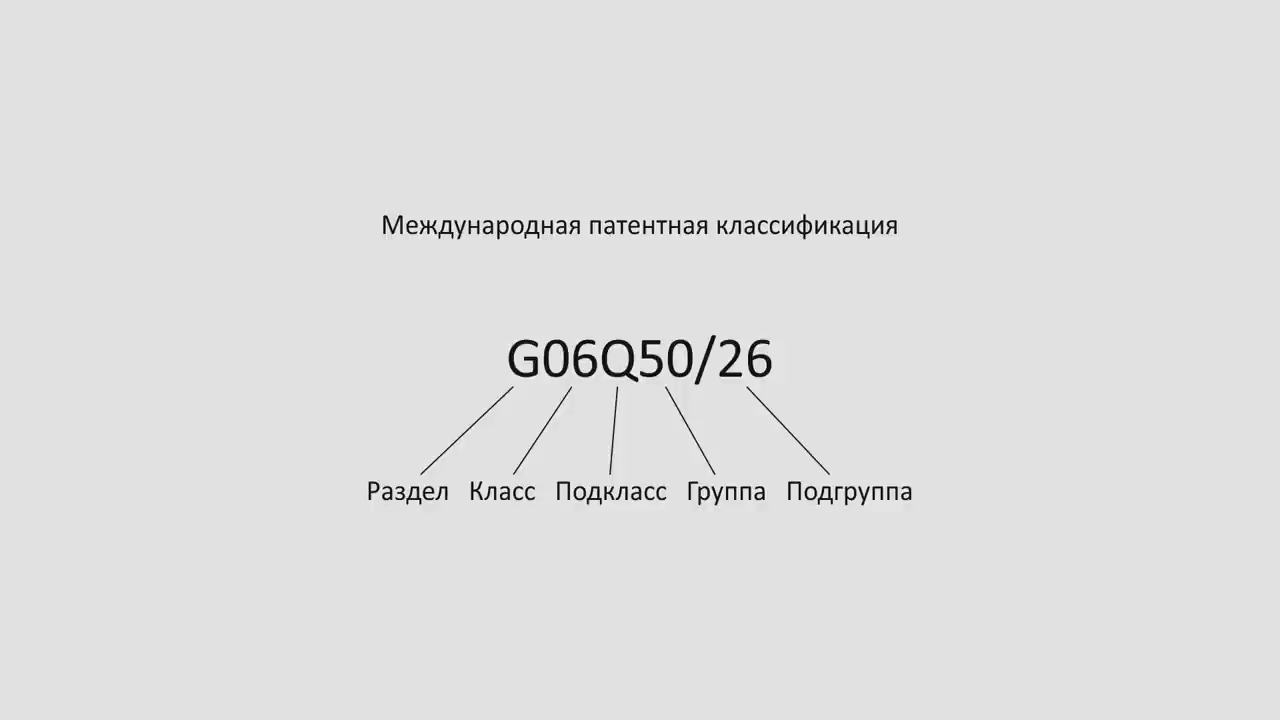 Международная патентная классификация
G06Q50/26
Раздел Класс Подкласс Группа Подгруппа